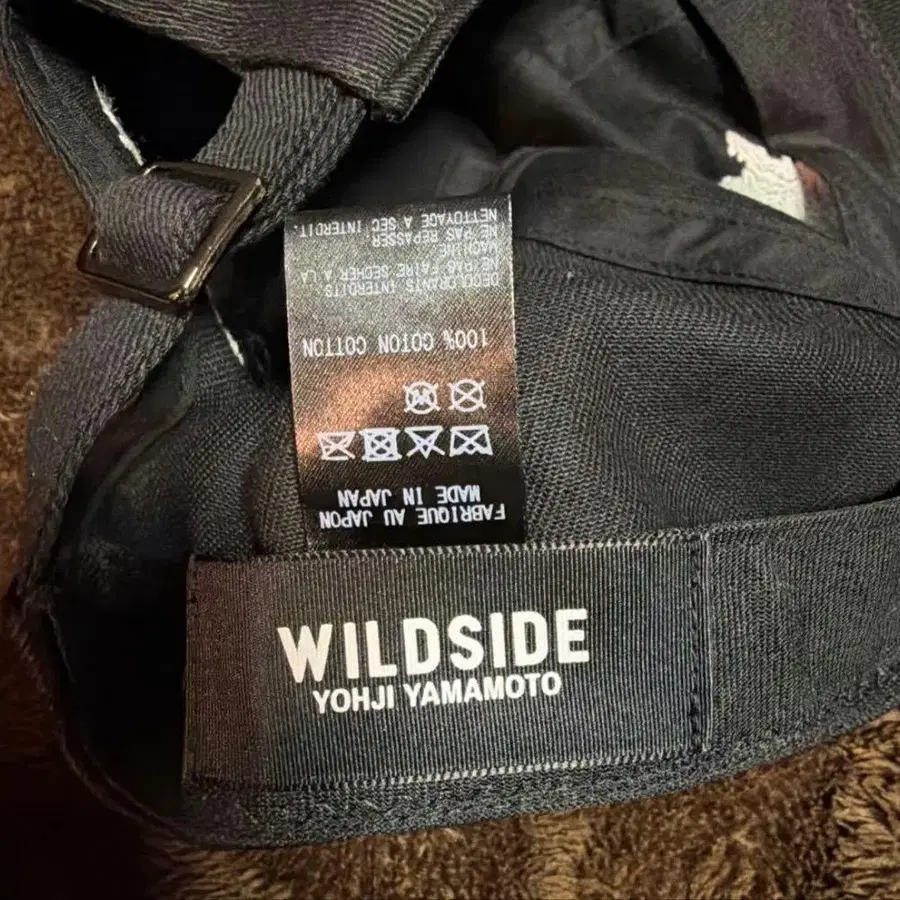 FABRIQUE AU JAPON
MADE IN JAPAN
100% COTON COTTON
DECOLORANTS INTERDITS
NE PAS FAIRE SECHER A LA
MACHINE
NE PAS REPASSER
NETTOYAGE À SEC INTERDIT.
WILDSIDE
YOHJI YAMAMOTO